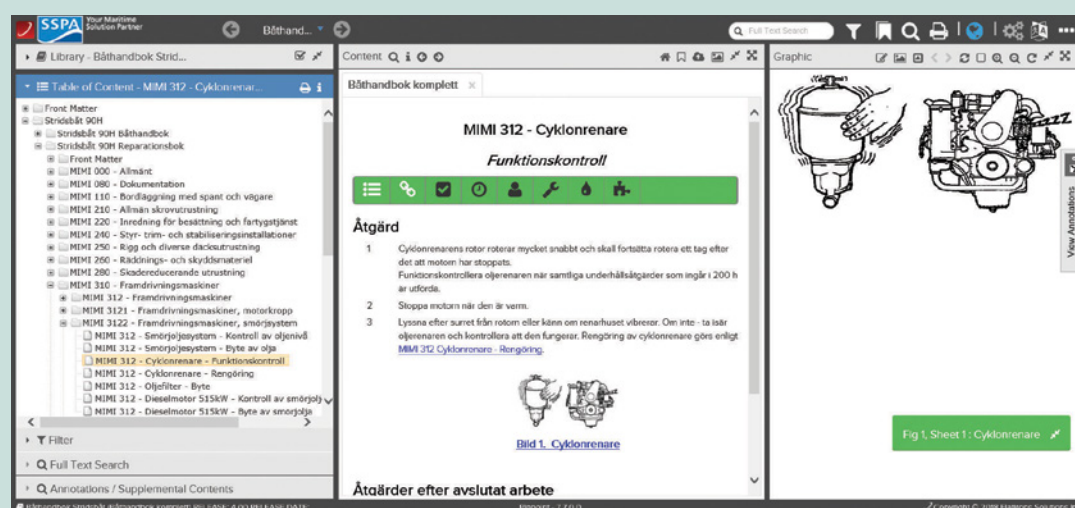 SSPA Your Maritime
Solution Partner
Båthand...
Full Text Search
Library - Båthandbok Strid...
Table of Content - MIMI 312 - Cyklonrenar...
Front Matter
Stridsbåt 90H
Stridsbåt 90H Båthandbok
Stridsbåt 90H Reparationsbok
Front Matter
MIMI 000 - Allmänt
MIMI 080 - Dokumentation
MIMI 110 - Bordläggning med spant och vägare
MIMI 210 - Allmän skrovutrustning
MIMI 220 - Inredning för besättning och fartygstjänst
MIMI 240 - Styr- trim- och stabiliseringsinstallationer
MIMI 250 - Rigg och diverse däcksutrustning
MIMI 260 - Räddnings- och skyddsmateriel
MIMI 280 - Skadereducerande utrustning
MIMI 310 - Framdrivningsmaskiner
MIMI 312 - Framdrivningsmaskiner
MIMI 3121 - Framdrivningsmaskiner, motorkropp
MIMI 3122 - Framdrivningsmaskiner, smörjsystem
MIMI 312 - Smörjoljesystem - Kontroll av oljenivå
MIMI 312 - Smörjoljesystem - Byte av olja
MIMI 312 - Cyklonrenare - Funktionskontroll
MIMI 312 - Cyklonrenare - Rengöring
MIMI 312 - Oljefilter - Byte
MIMI 312 - Dieselmotor 515kW - Kontroll av smörjolj
MIMI 312 - Dieselmotor 515kW - Byte av smörjolja
Filter
Full Text Search
Annotations / Supplemental Contents
Content
Båthandbok komplett
MIMI 312 - Cyklonrenare
Funktionskontroll
Åtgärd
1 Cyklonrenarens rotor roterar mycket snabbt och skall fortsätta rotera ett tag efter
det att motorn har stoppats.
Funktionskontrollera oljerenaren när samtliga underhållsåtgärder som ingår i 200 h
är utförda.
2 Stoppa motorn när den är varm.
3 Lyssna efter surret från rotorn eller känn om renarhuset vibrerar. Om inte - ta isär
oljerenaren och kontrollera att den fungerar. Rengöring av cyklonrenare görs enligt
MIMI 312 Cyklonrenare - Rengöring.
Bild 1. Cyklonrenare
Åtgärder efter avslutat arbete
Graphic
ZZZ
View Annotations
Fig 1, Sheet 1 : Cyklonrenare